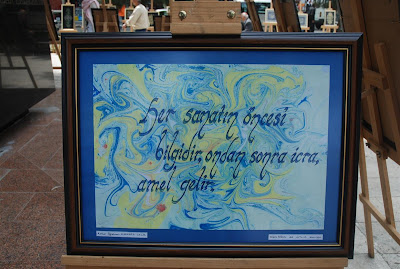 her sanatın öncesi
bilgidir, ondan sonra icra,
amel gelir.